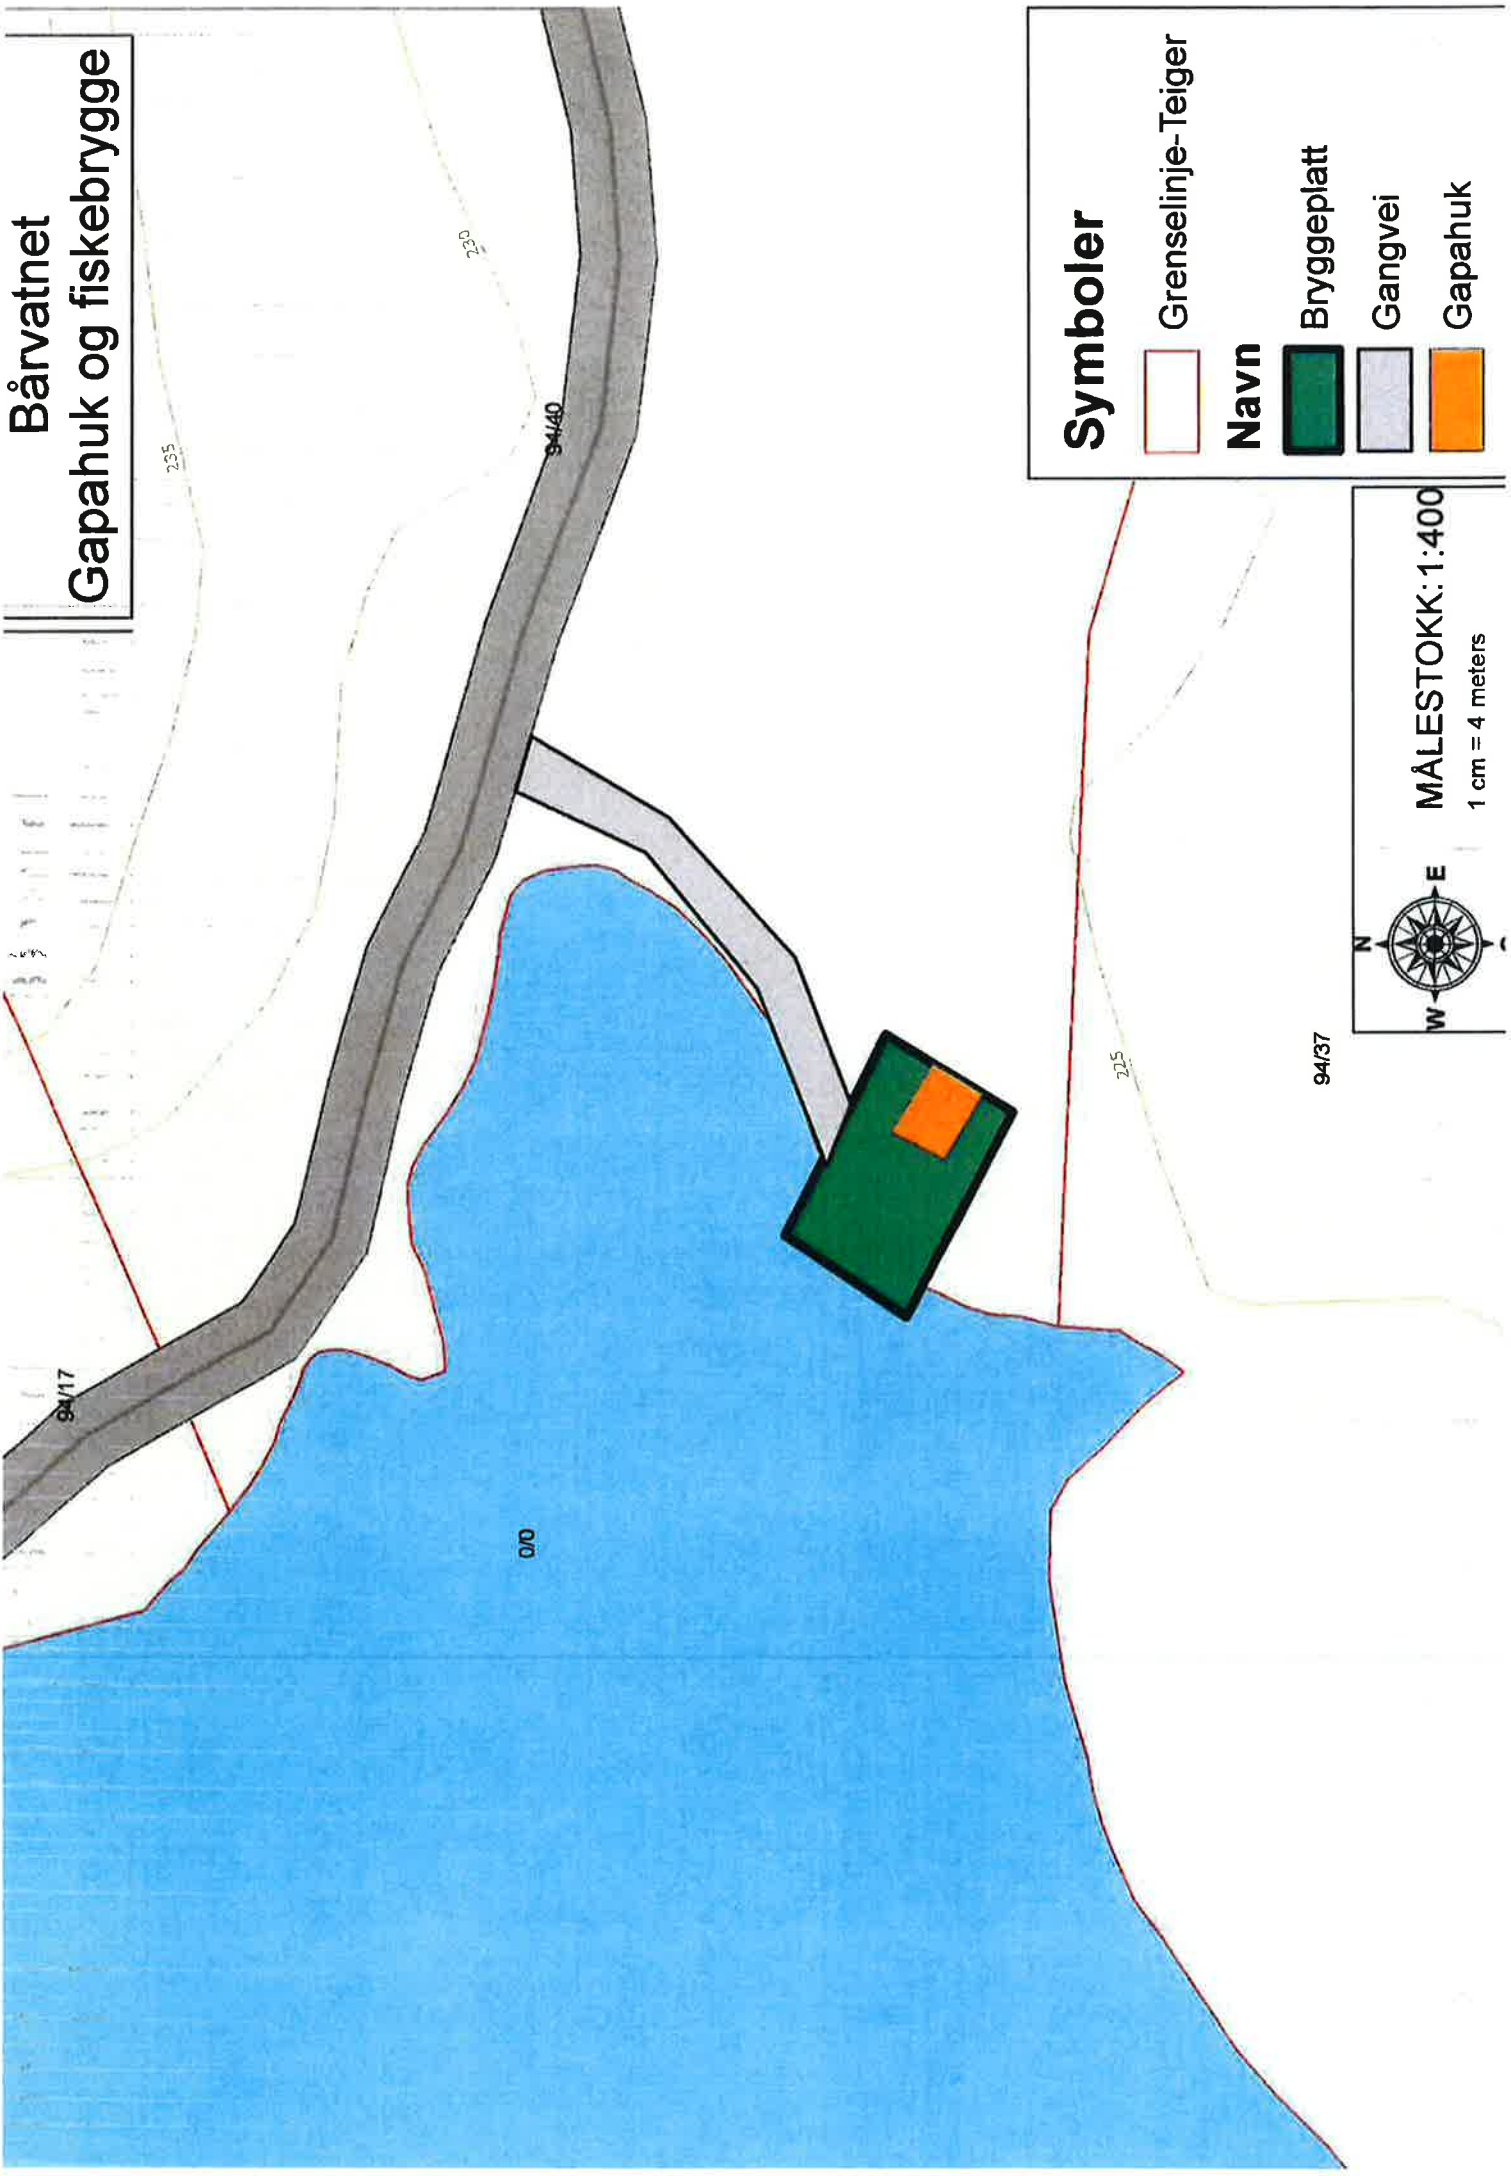 Bårvatnet
Gapahuk og fiskebrygge
235
230
94/40
94/17
0/0
225
94/37
Symboler
Grenselinje-Teiger
Navn
Bryggeplatt
Gangvei
Gapahuk
N
W E
MÅLESTOKK: 1:400
1 cm = 4 meters